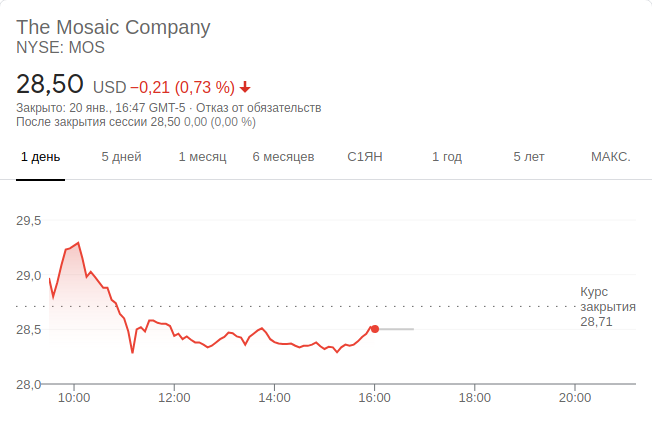 The Mosaic Company
NYSE: MOS
28,50 USD −0,21 (0,73 %)
Закрыто: 20 янв., 16:47 GMT-5 · Отказ от обязательств
После закрытия сессии 28,50 0,00 (0,00 %)
1 день 5 дней 1 месяц 6 месяцев С1ЯН 1 год 5 лет МАКС.
29,5
29,0
Курс
закрытия
28,71
28,5
28,0
10:00 12:00 14:00 16:00 18:00 20:00